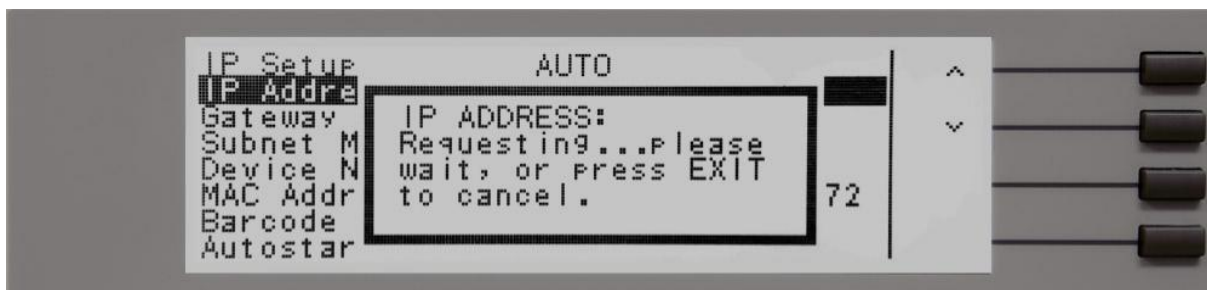 IP Setup AUTO
IP Addre
Gateway
Subnet M
Device N
MAC Addr 72
Barcode
Autostar
IP ADDRESS:
Requesting...please
wait, or press EXIT
to cancel.